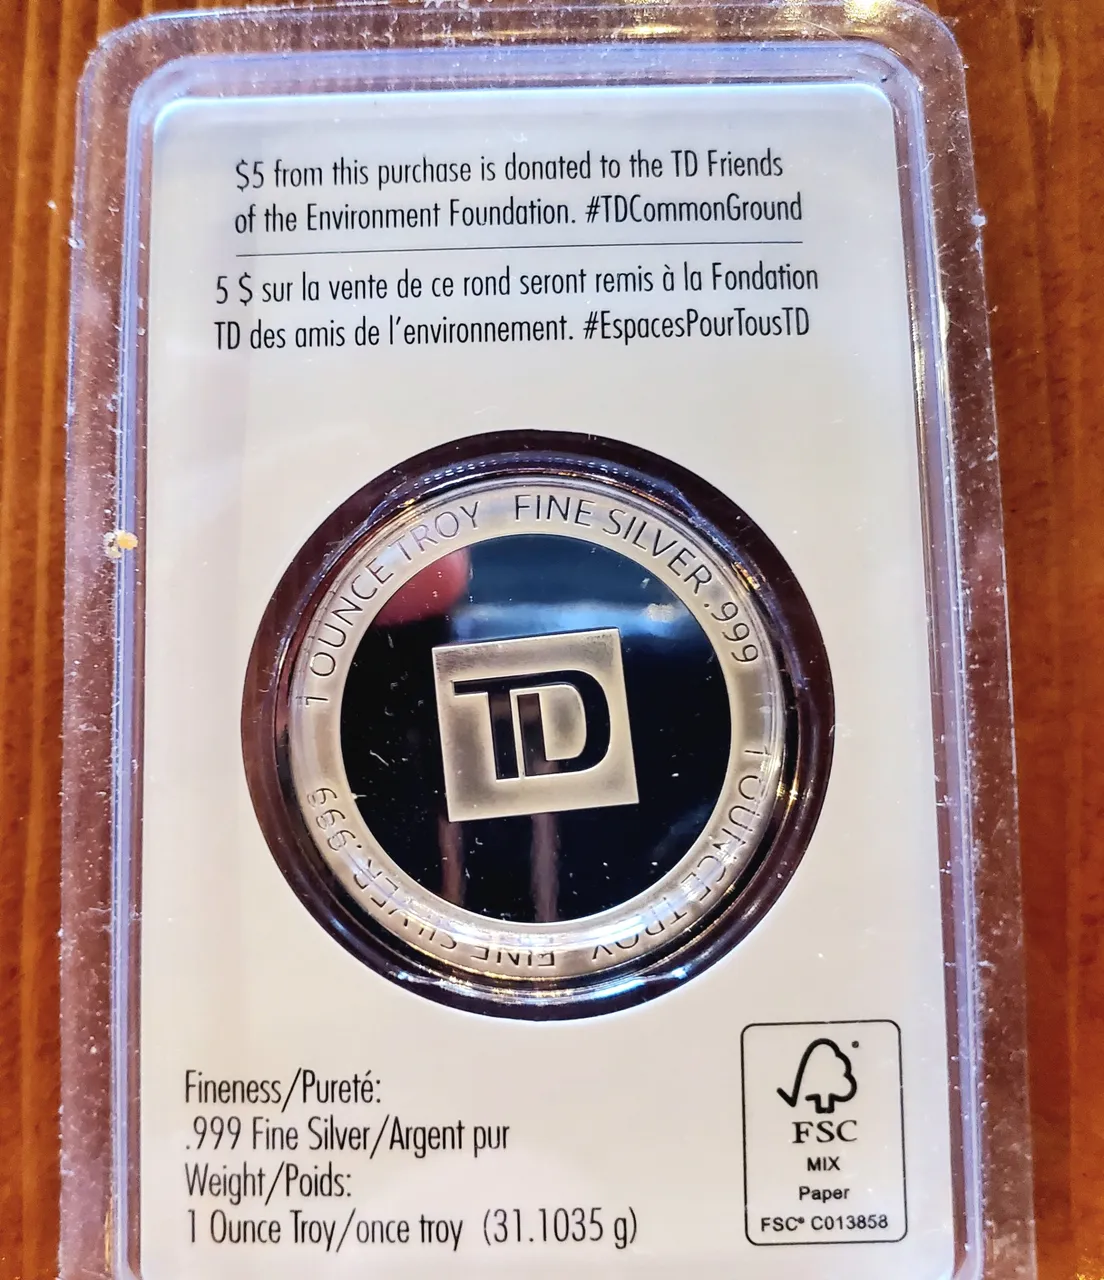 $5 from this purchase is donated to the TD Friends
of the Environment Foundation. #TDCommonGround
5 $ sur la vente de ce rond seront remis à la Fondation
TD des amis de l'environnement. #EspacesPourTousTD
1 OUNCE TROY FINE SILVER .999
1 OUNCE TROY FINE SILVER .999
TD
Fineness/Pureté:
.999 Fine Silver/Argent pur
Weight/Poids:
1 Ounce Troy/once troy (31.1035 g)
FSC
MIX
Paper
FSC® C013858